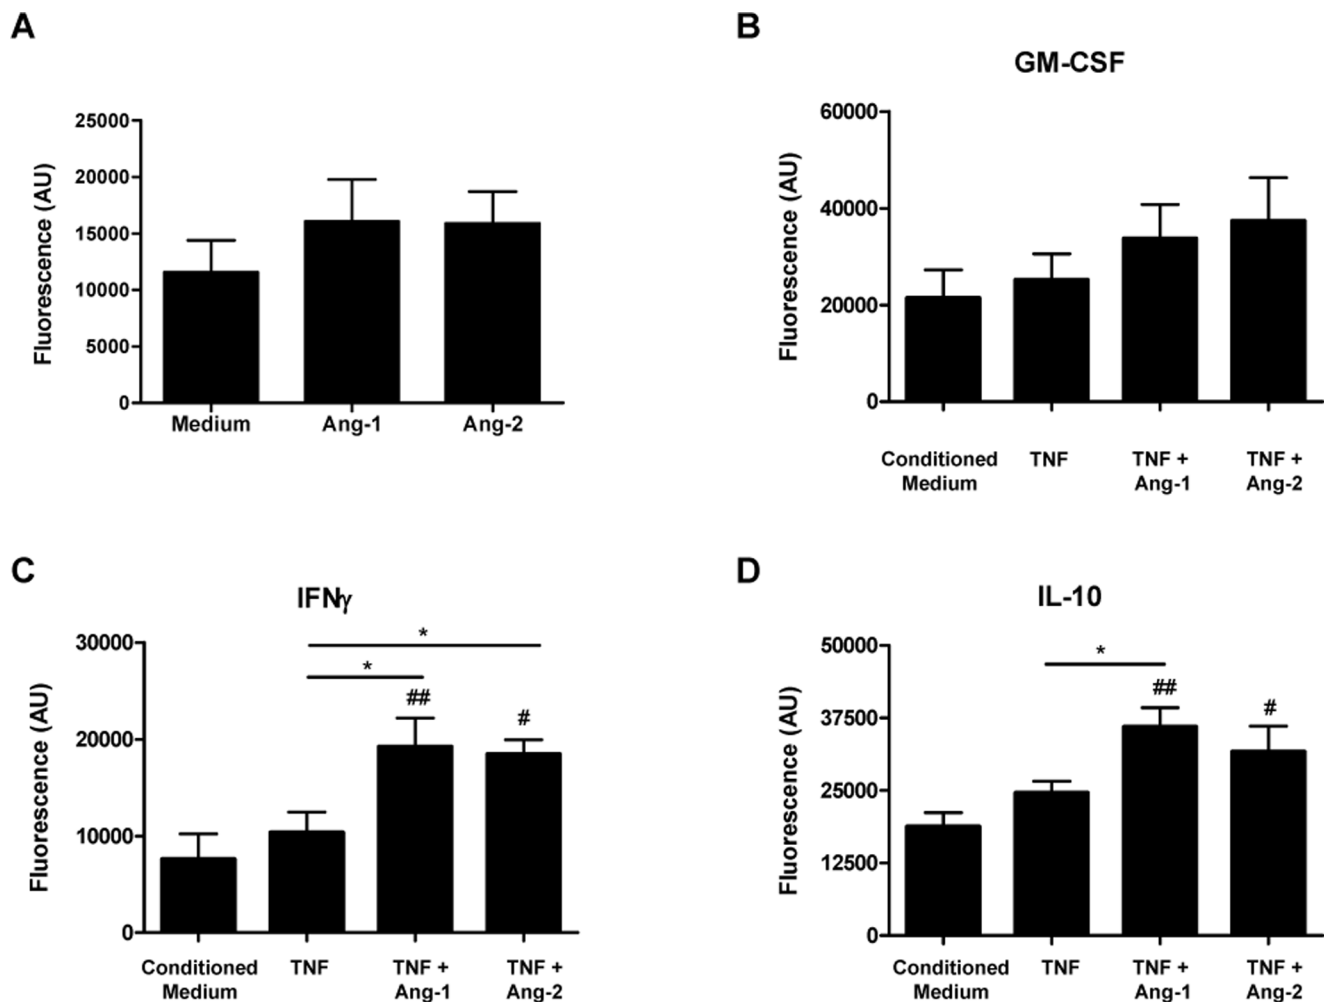 A
Fluorescence (AU)
25000
20000
15000
10000
5000
0
Medium Ang-1 Ang-2
B
GM-CSF
Fluorescence (AU)
60000
40000
20000
0
Conditioned Medium
TNF
TNF + Ang-1
TNF + Ang-2
C
IFNγ
Fluorescence (AU)
30000
20000
10000
0
*
*
##
#
Conditioned Medium
TNF
TNF + Ang-1
TNF + Ang-2
D
IL-10
Fluorescence (AU)
50000
37500
25000
12500
0
*
##
#
Conditioned Medium
TNF
TNF + Ang-1
TNF + Ang-2